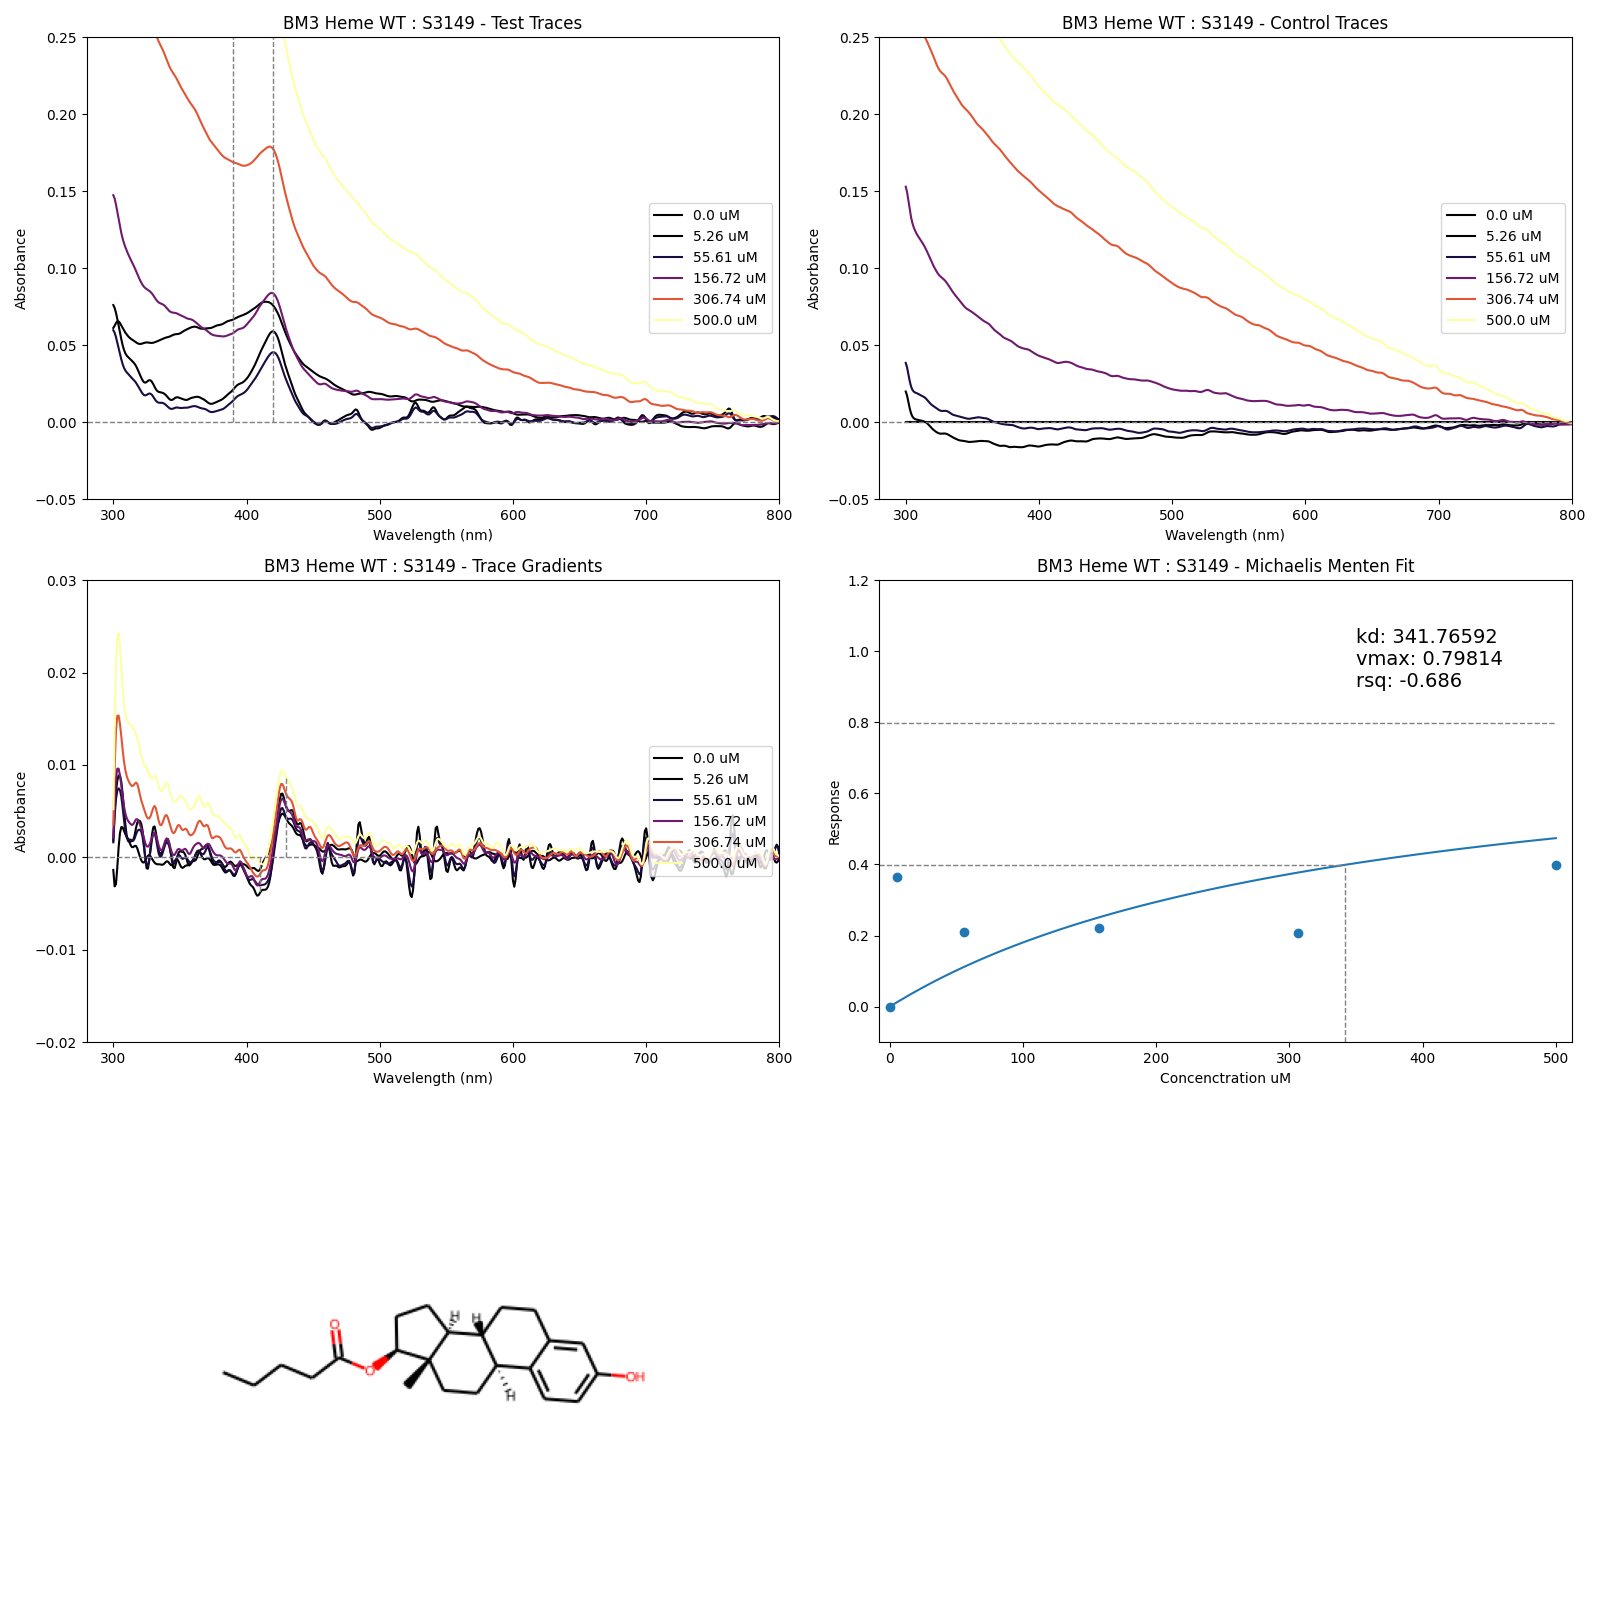 BM3 Heme WT : S3149 - Test Traces
0.25
0.20
0.15
0.10
0.05
0.00
−0.05
Absorbance
0.0 uM
5.26 uM
55.61 uM
156.72 uM
306.74 uM
500.0 uM
300 400 500 600 700 800
Wavelength (nm)
BM3 Heme WT : S3149 - Control Traces
0.25
0.20
0.15
0.10
0.05
0.00
−0.05
Absorbance
0.0 uM
5.26 uM
55.61 uM
156.72 uM
306.74 uM
500.0 uM
300 400 500 600 700 800
Wavelength (nm)
BM3 Heme WT : S3149 - Trace Gradients
0.03
0.02
0.01
0.00
−0.01
−0.02
Absorbance
0.0 uM
5.26 uM
55.61 uM
156.72 uM
306.74 uM
500.0 uM
300 400 500 600 700 800
Wavelength (nm)
BM3 Heme WT : S3149 - Michaelis Menten Fit
1.2
1.0
0.8
0.6
0.4
0.2
0.0
Response
kd: 341.76592
vmax: 0.79814
rsq: -0.686
0 100 200 300 400 500
Concenctration uM
O
O
H
H
H
OH